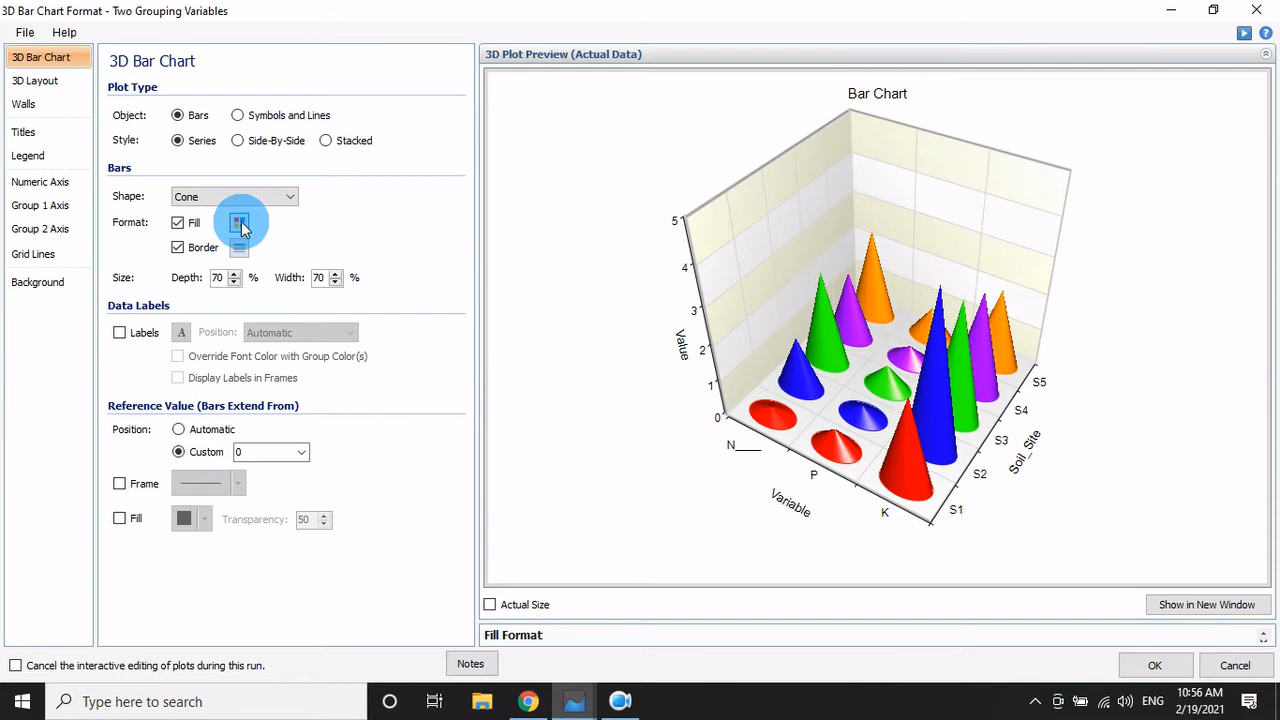 3D Bar Chart Format - Two Grouping Variables
File Help
3D Bar Chart
3D Layout
Walls
Titles
Legend
Numeric Axis
Group 1 Axis
Group 2 Axis
Grid Lines
Background
3D Bar Chart
Plot Type
Object: Bars Symbols and Lines
Style: Series Side-By-Side Stacked
Bars
Shape: Cone
Format: Fill
Border
Size: Depth: 70 % Width: 70 %
Data Labels
Labels A Position: Automatic
Override Font Color with Group Color(s)
Display Labels in Frames
Reference Value (Bars Extend From)
Position: Automatic
Custom 0
Frame
Fill Transparency: 50
3D Plot Preview (Actual Data)
Bar Chart
5
4
3
2
1
0
Value
N____
P
K
Variable
S1
S2
S3
S4
S5
Soil_Site
Actual Size
Show in New Window
Fill Format
Cancel the interactive editing of plots during this run.
Notes
OK
Cancel
Type here to search
ENG
10:56 AM
2/19/2021